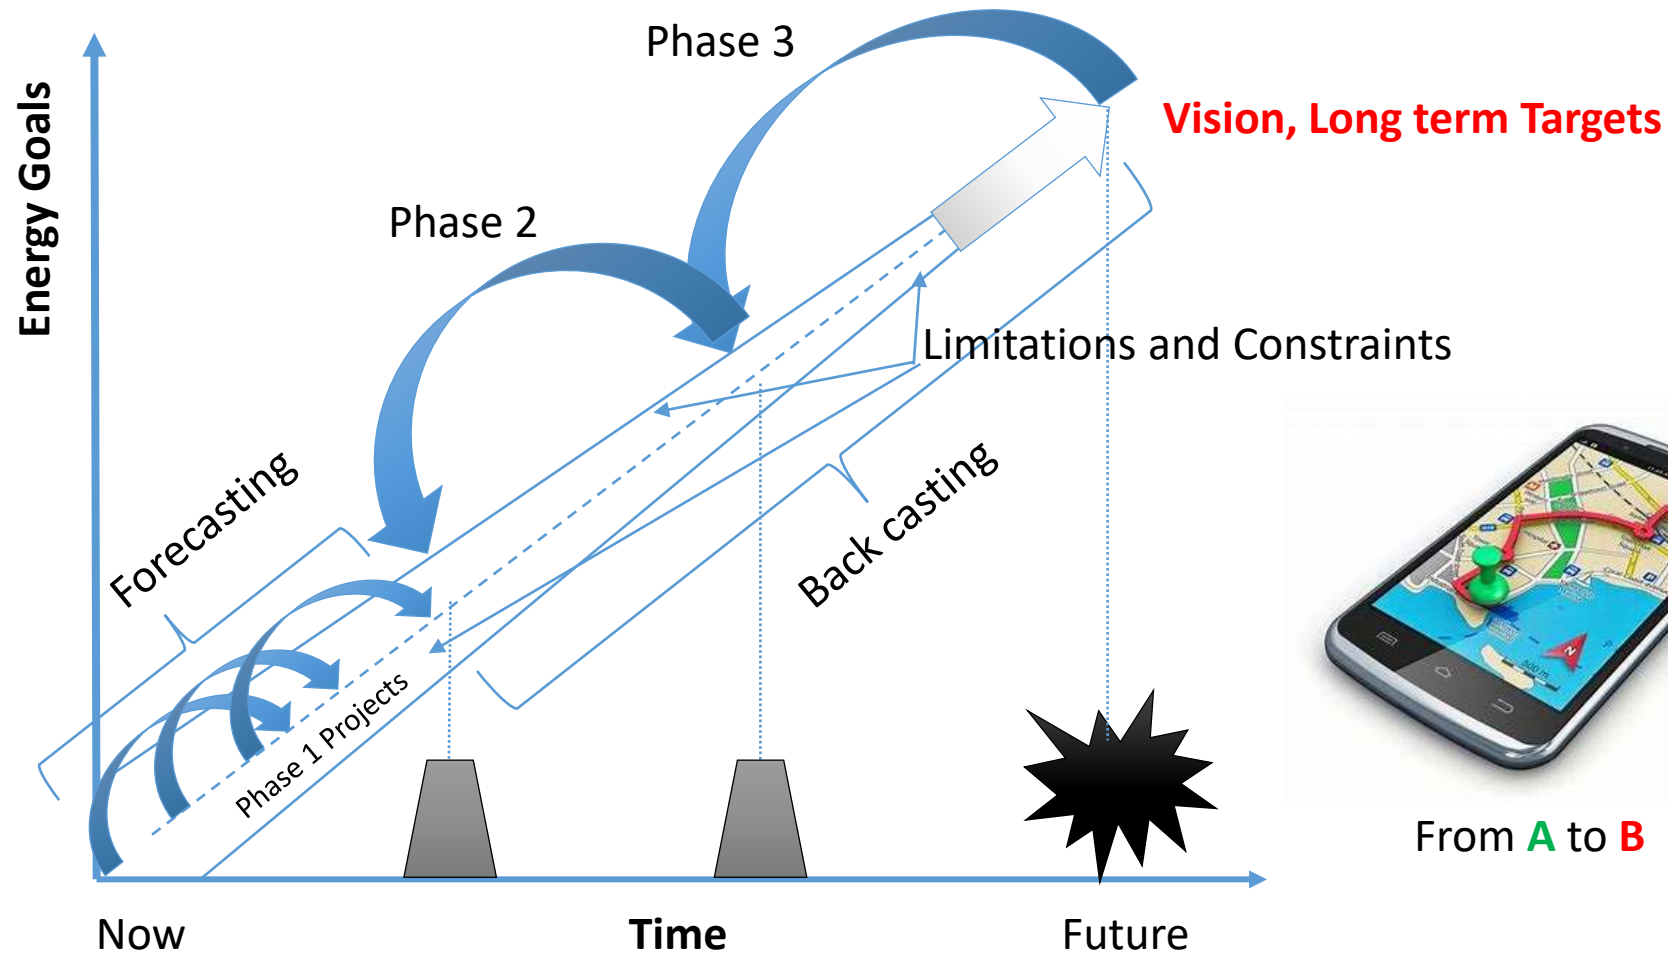 Phase 3
Vision, Long term Targets
Energy Goals
Phase 2
Limitations and Constraints
Forecasting
Back casting
Phase 1 Projects
From A to B
Now
Time
Future
N